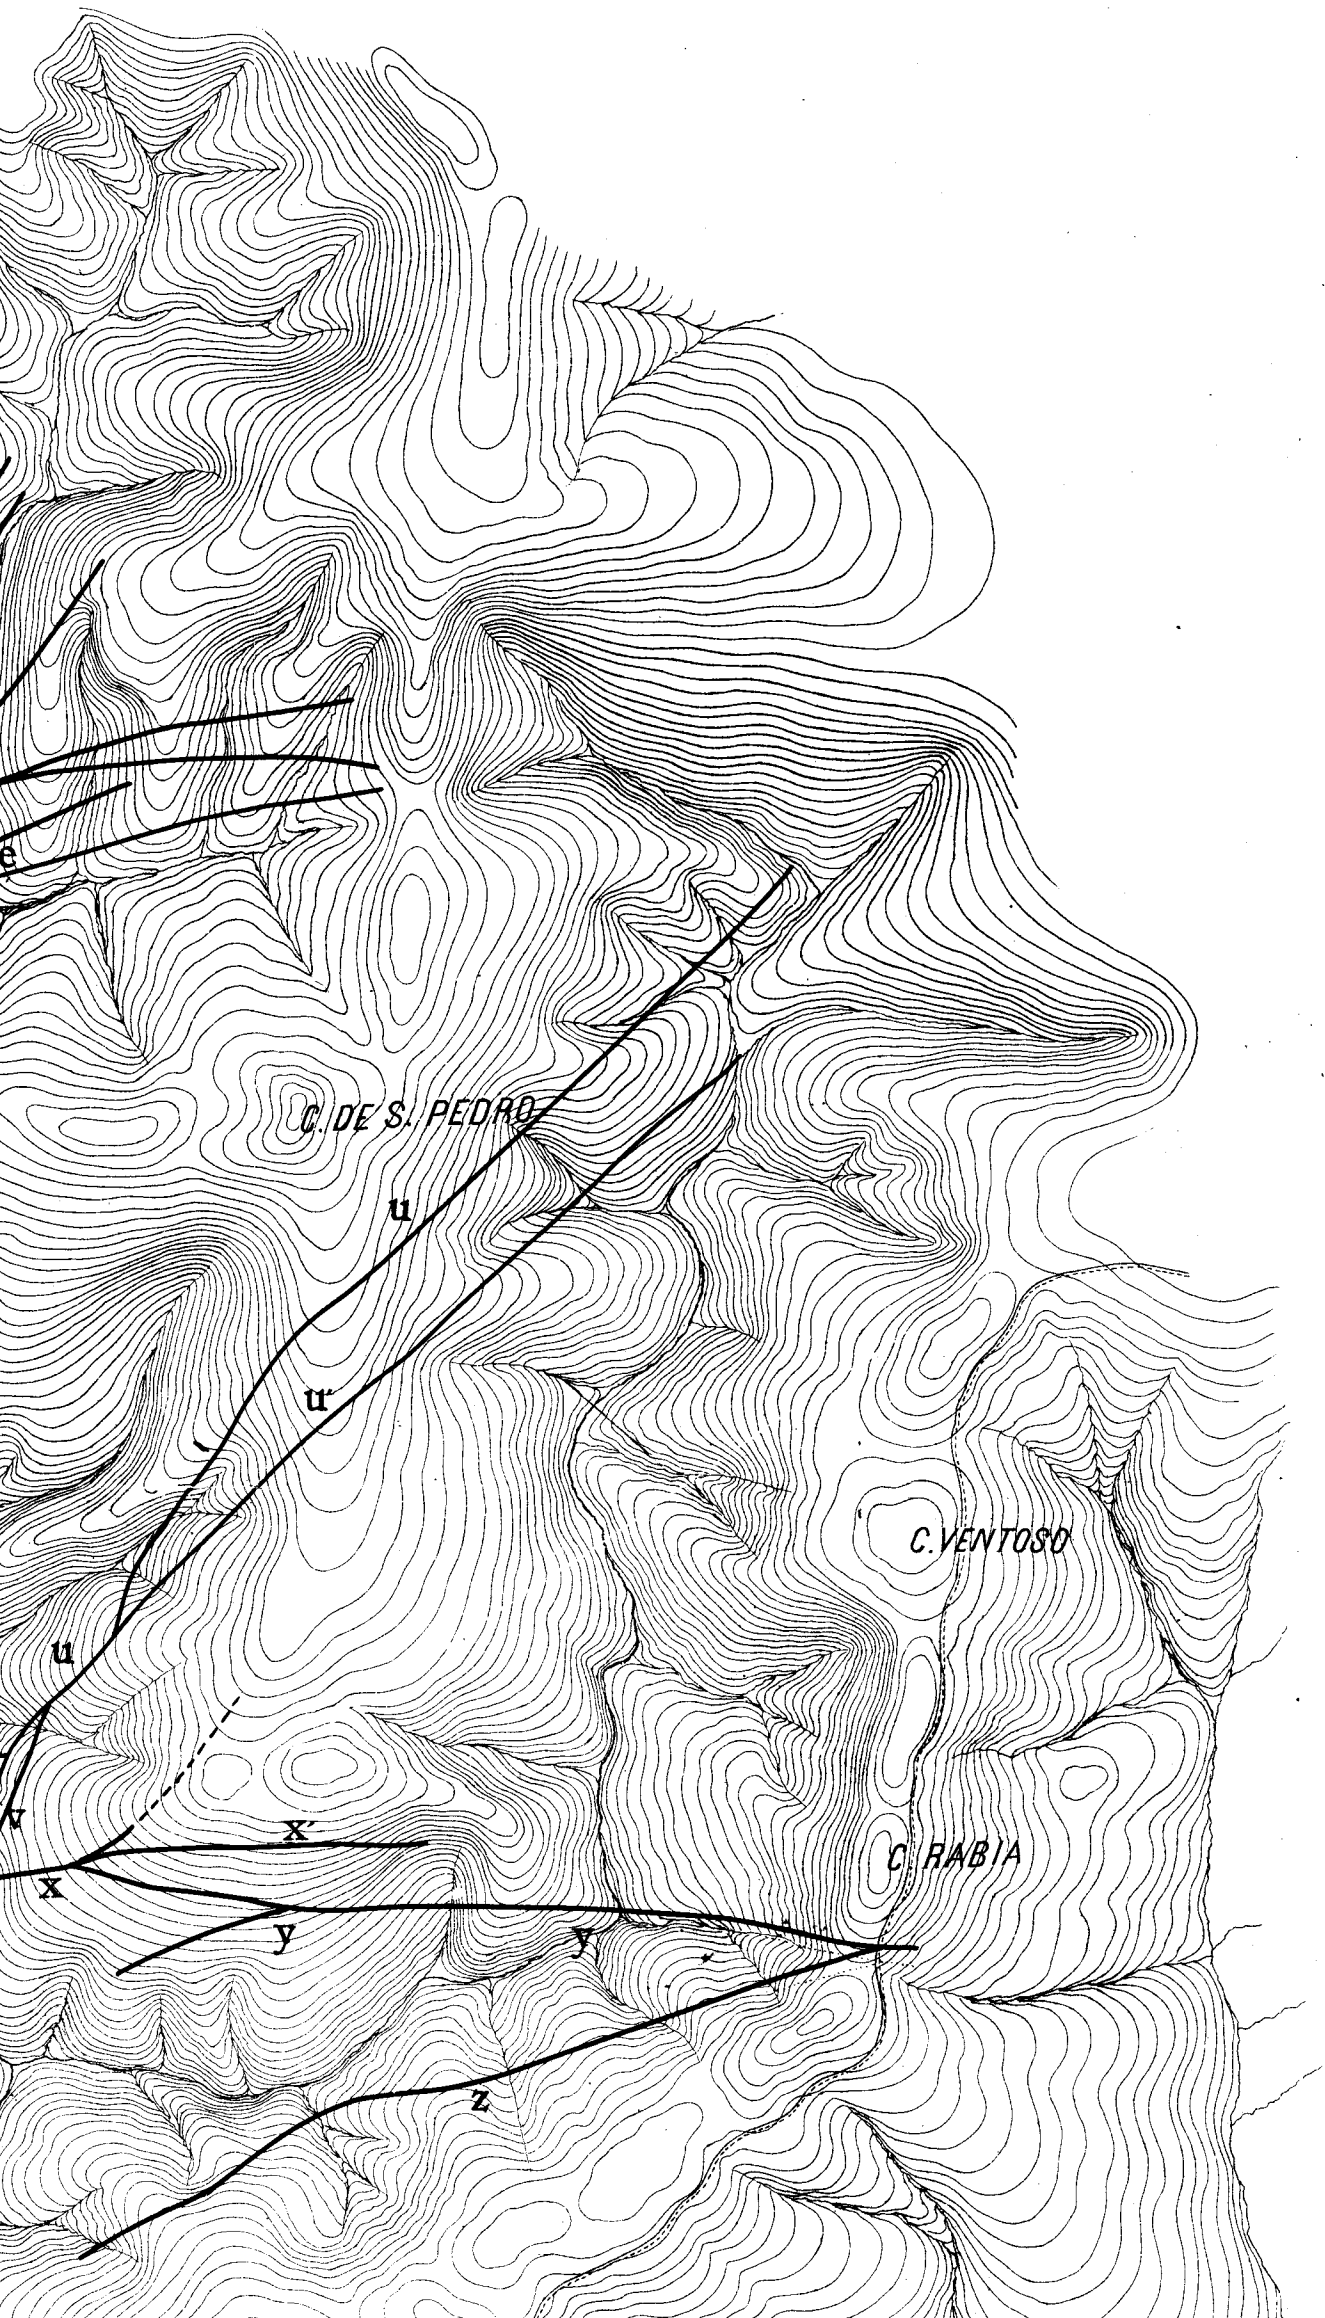 e
C. DE S. PEDRO
u
u'
C. VENTOSO
u
v
x'
C. RABIA
x
y
y
z